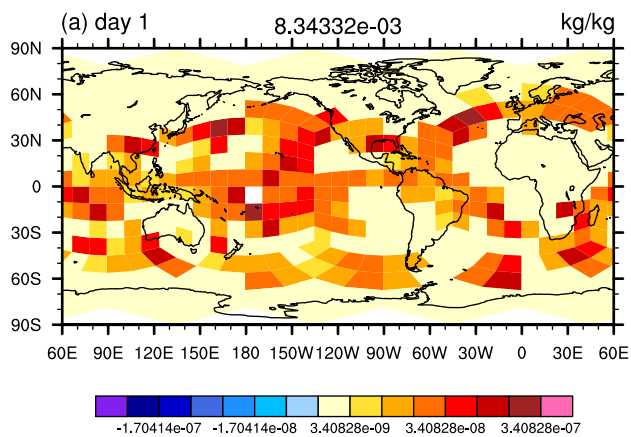 (a) day 1 8.34332e-03 kg/kg
90N
60N
30N
0
30S
60S
90S
60E 90E 120E 150E 180 150W 120W 90W 60W 30W 0 30E 60E
-1.70414e-07 -1.70414e-08 3.40828e-09 3.40828e-08 3.40828e-07